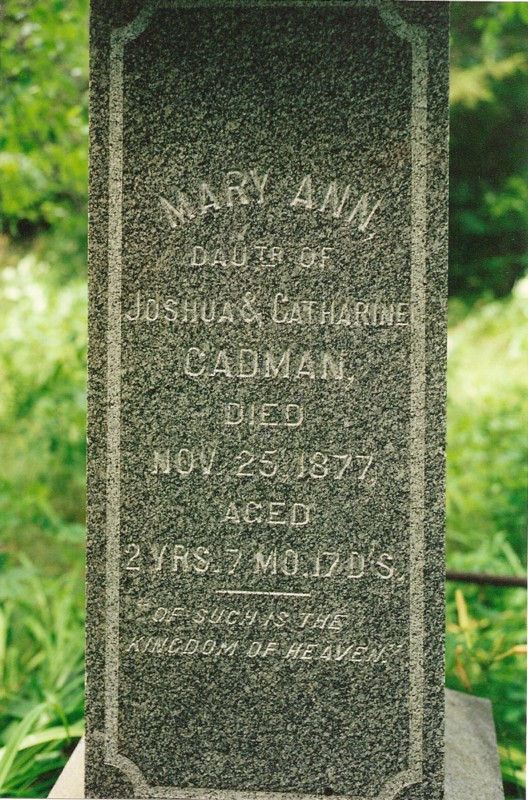 MARY ANN,
DAUTR OF
JOSHUA & CATHARINE
CADMAN,
DIED
NOV. 25, 1877,
AGED
2 YRS. 7 MO. 17 D'S.
"OF SUCH IS THE
KINGDOM OF HEAVEN."